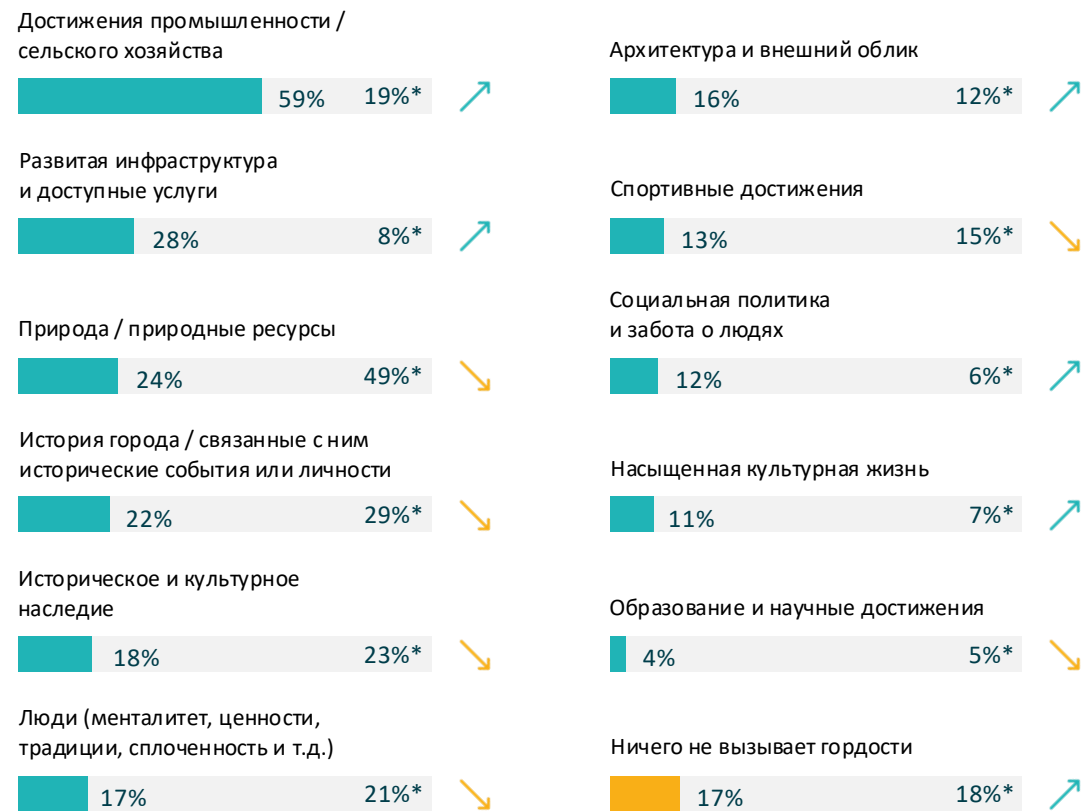 Достижения промышленности /
сельского хозяйства
59% 19%*
Развитая инфраструктура
и доступные услуги
28% 8%*
Природа / природные ресурсы
24% 49%*
История города / связанные с ним
исторические события или личности
22% 29%*
Историческое и культурное
наследие
18% 23%*
Люди (менталитет, ценности,
традиции, сплоченность и т.д.)
17% 21%*
Архитектура и внешний облик
16% 12%*
Спортивные достижения
13% 15%*
Социальная политика
и забота о людях
12% 6%*
Насыщенная культурная жизнь
11% 7%*
Образование и научные достижения
4% 5%*
Ничего не вызывает гордости
17% 18%*